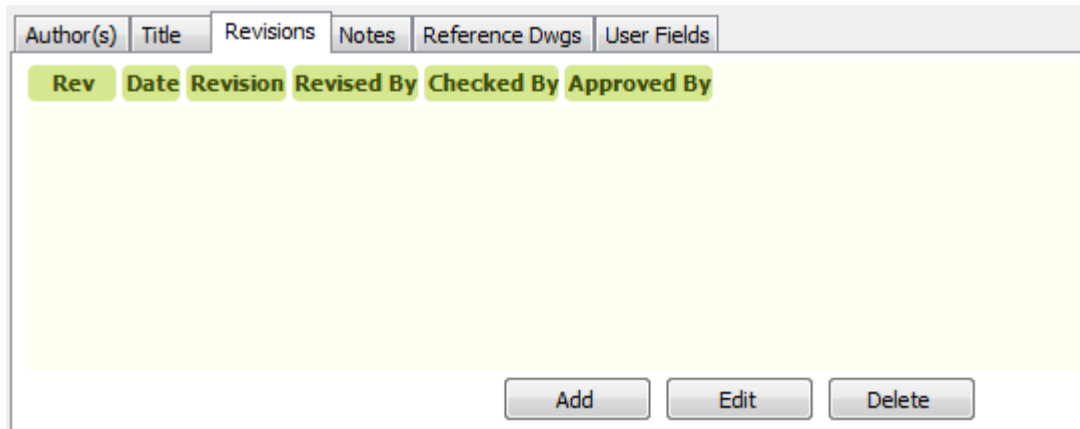 Author(s) Title Revisions Notes Reference Dwgs User Fields
Rev Date Revision Revised By Checked By Approved By
Add Edit Delete